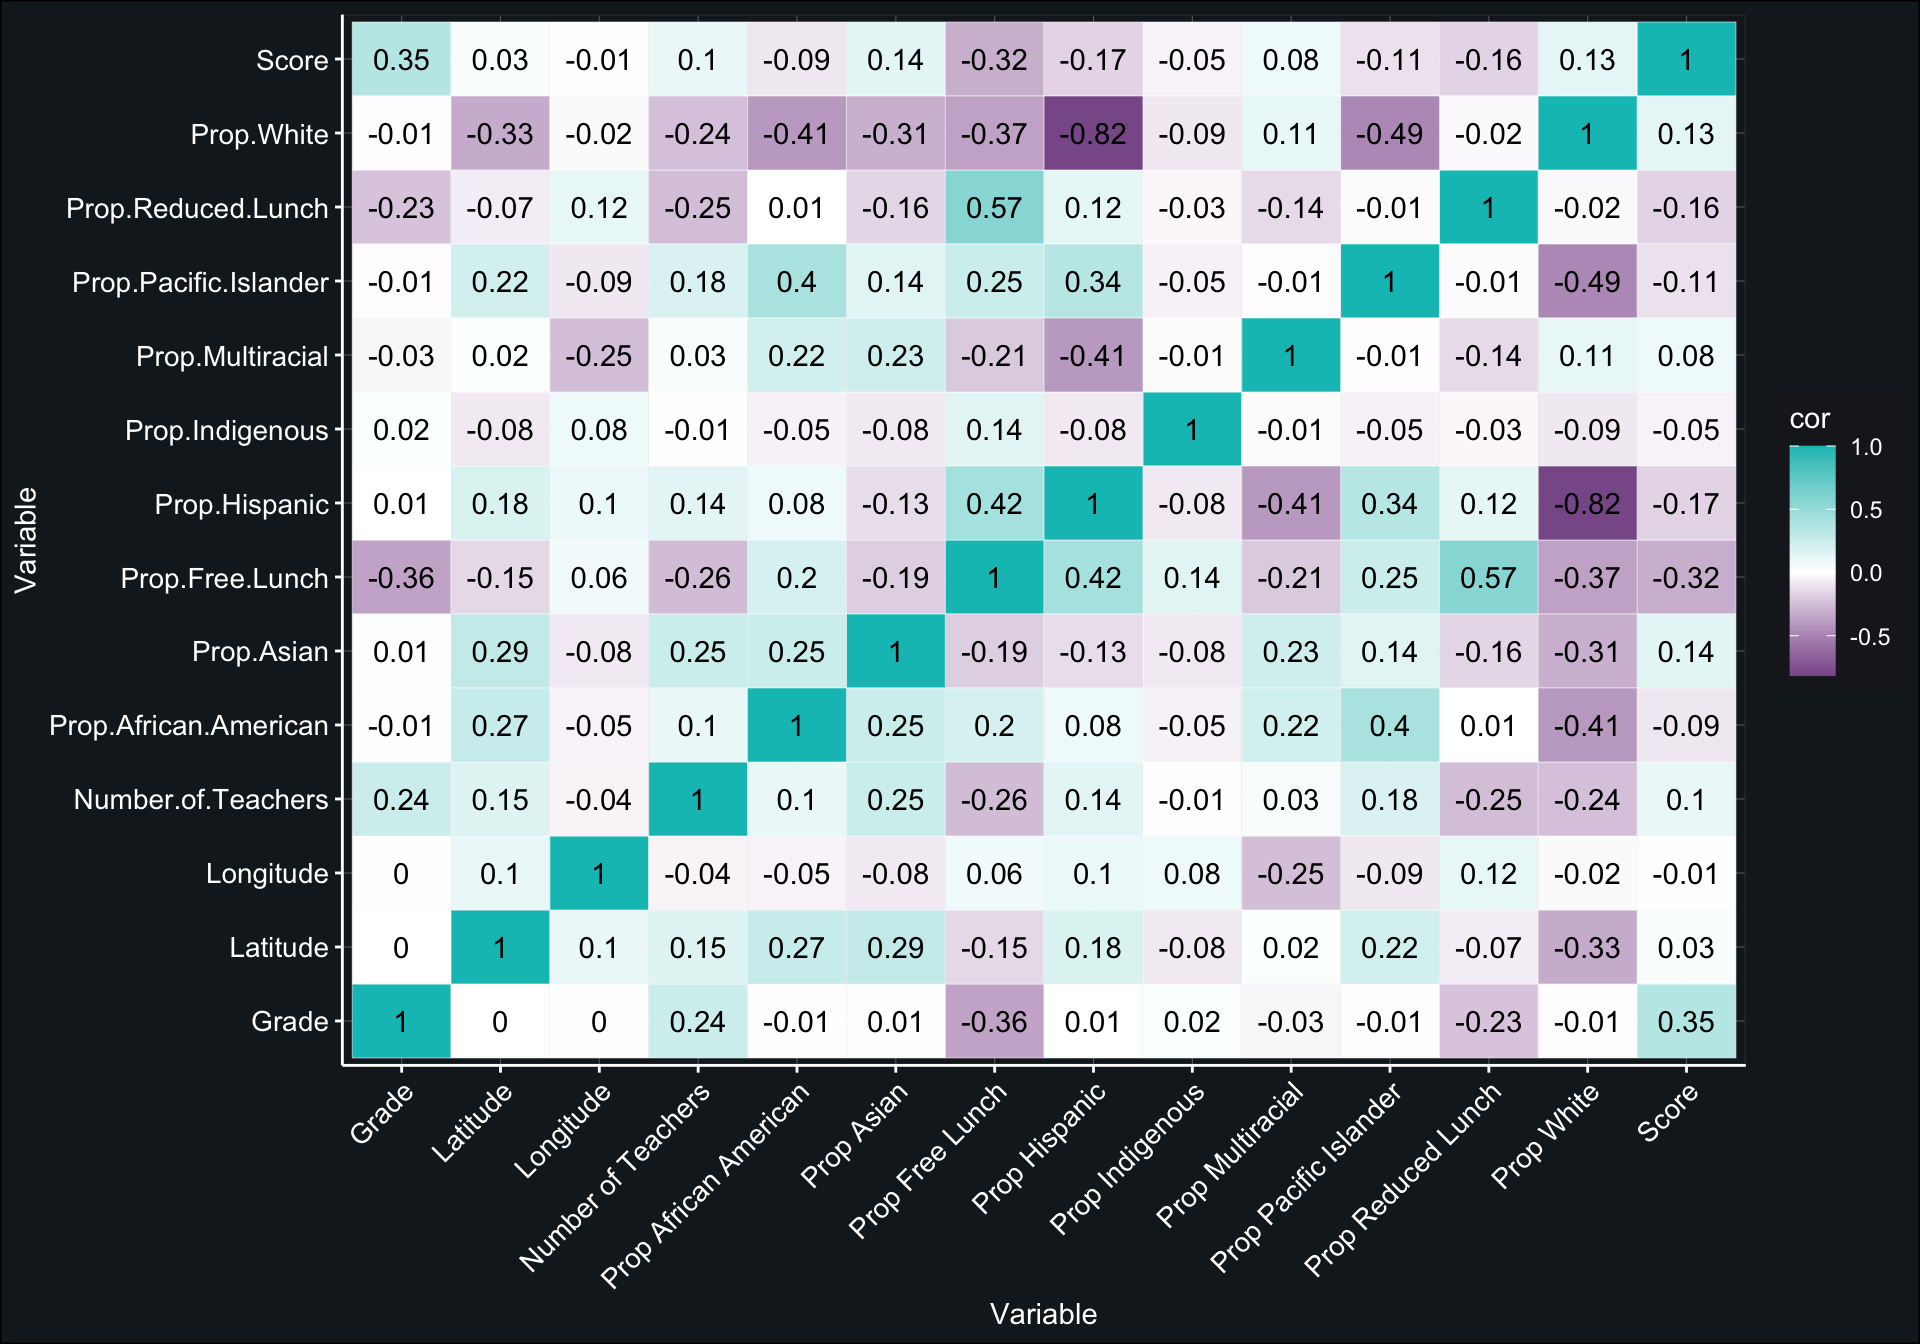 Score 0.35 0.03 -0.01 0.1 -0.09 0.14 -0.32 -0.17 -0.05 0.08 -0.11 -0.16 0.13 1
Prop.White -0.01 -0.33 -0.02 -0.24 -0.41 -0.31 -0.37 -0.82 -0.09 0.11 -0.49 -0.02 1 0.13
Prop.Reduced.Lunch -0.23 -0.07 0.12 -0.25 0.01 -0.16 0.57 0.12 -0.03 -0.14 -0.01 1 -0.02 -0.16
Prop.Pacific.Islander -0.01 0.22 -0.09 0.18 0.4 0.14 0.25 0.34 -0.05 -0.01 1 -0.01 -0.49 -0.11
Prop.Multiracial -0.03 0.02 -0.25 0.03 0.22 0.23 -0.21 -0.41 -0.01 1 -0.01 -0.14 0.11 0.08
Prop.Indigenous 0.02 -0.08 0.08 -0.01 -0.05 -0.08 0.14 -0.08 1 -0.01 -0.05 -0.03 -0.09 -0.05
Prop.Hispanic 0.01 0.18 0.1 0.14 0.08 -0.13 0.42 1 -0.08 -0.41 0.34 0.12 -0.82 -0.17
Prop.Free.Lunch -0.36 -0.15 0.06 -0.26 0.2 -0.19 1 0.42 0.14 -0.21 0.25 0.57 -0.37 -0.32
Prop.Asian 0.01 0.29 -0.08 0.25 0.25 1 -0.19 -0.13 -0.08 0.23 0.14 -0.16 -0.31 0.14
Prop.African.American -0.01 0.27 -0.05 0.1 1 0.25 0.2 0.08 -0.05 0.22 0.4 0.01 -0.41 -0.09
Number.of.Teachers 0.24 0.15 -0.04 1 0.1 0.25 -0.26 0.14 -0.01 0.03 0.18 -0.25 -0.24 0.1
Longitude 0 0.1 1 -0.04 -0.05 -0.08 0.06 0.1 0.08 -0.25 -0.09 0.12 -0.02 -0.01
Latitude 0 1 0.1 0.15 0.27 0.29 -0.15 0.18 -0.08 0.02 0.22 -0.07 -0.33 0.03
Grade 1 0 0 0.24 -0.01 0.01 -0.36 0.01 0.02 -0.03 -0.01 -0.23 -0.01 0.35
Variable
Grade
Latitude
Longitude
Number of Teachers
Prop African American
Prop Asian
Prop Free Lunch
Prop Hispanic
Prop Indigenous
Prop Multiracial
Prop Pacific Islander
Prop Reduced Lunch
Prop White
Score
Variable
cor
1.0
0.5
0.0
-0.5